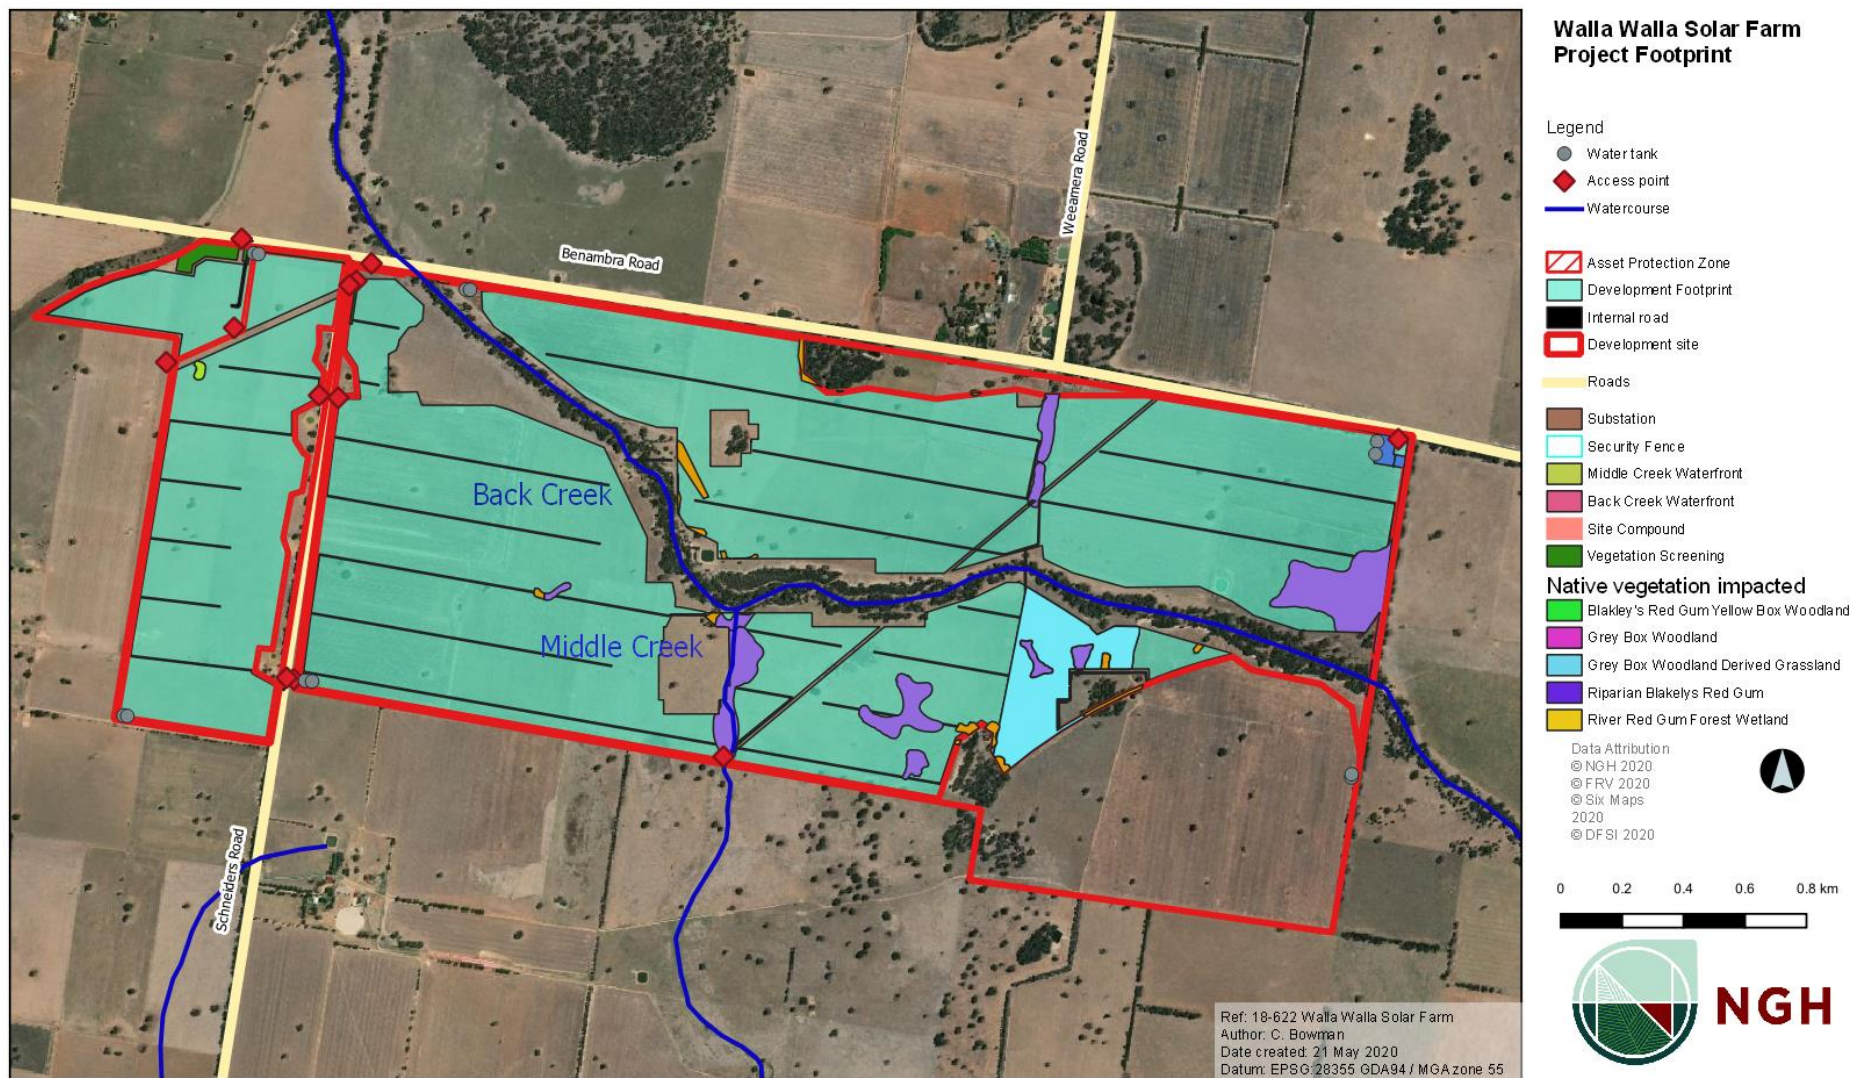 Walla Walla Solar Farm
Project Footprint
Legend
Water tank
Access point
Watercourse
Asset Protection Zone
Development Footprint
Internal road
Development site
Roads
Substation
Security Fence
Middle Creek Waterfront
Back Creek Waterfront
Site Compound
Vegetation Screening
Native vegetation impacted
Blakley's Red Gum Yellow Box Woodland
Grey Box Woodland
Grey Box Woodland Derived Grassland
Riparian Blakelys Red Gum
River Red Gum Forest Wetland
Data Attribution
© NGH 2020
© FRV 2020
© Six Maps
2020
© DFSI 2020
0 0.2 0.4 0.6 0.8 km
NGH
Benambra Road
Weeamera Road
Back Creek
Middle Creek
Schneiders Road
Ref: 18-622 Walla Walla Solar Farm
Author: C. Bowman
Date created: 21 May 2020
Datum: EPSG:28355 GDA94 / MGA zone 55